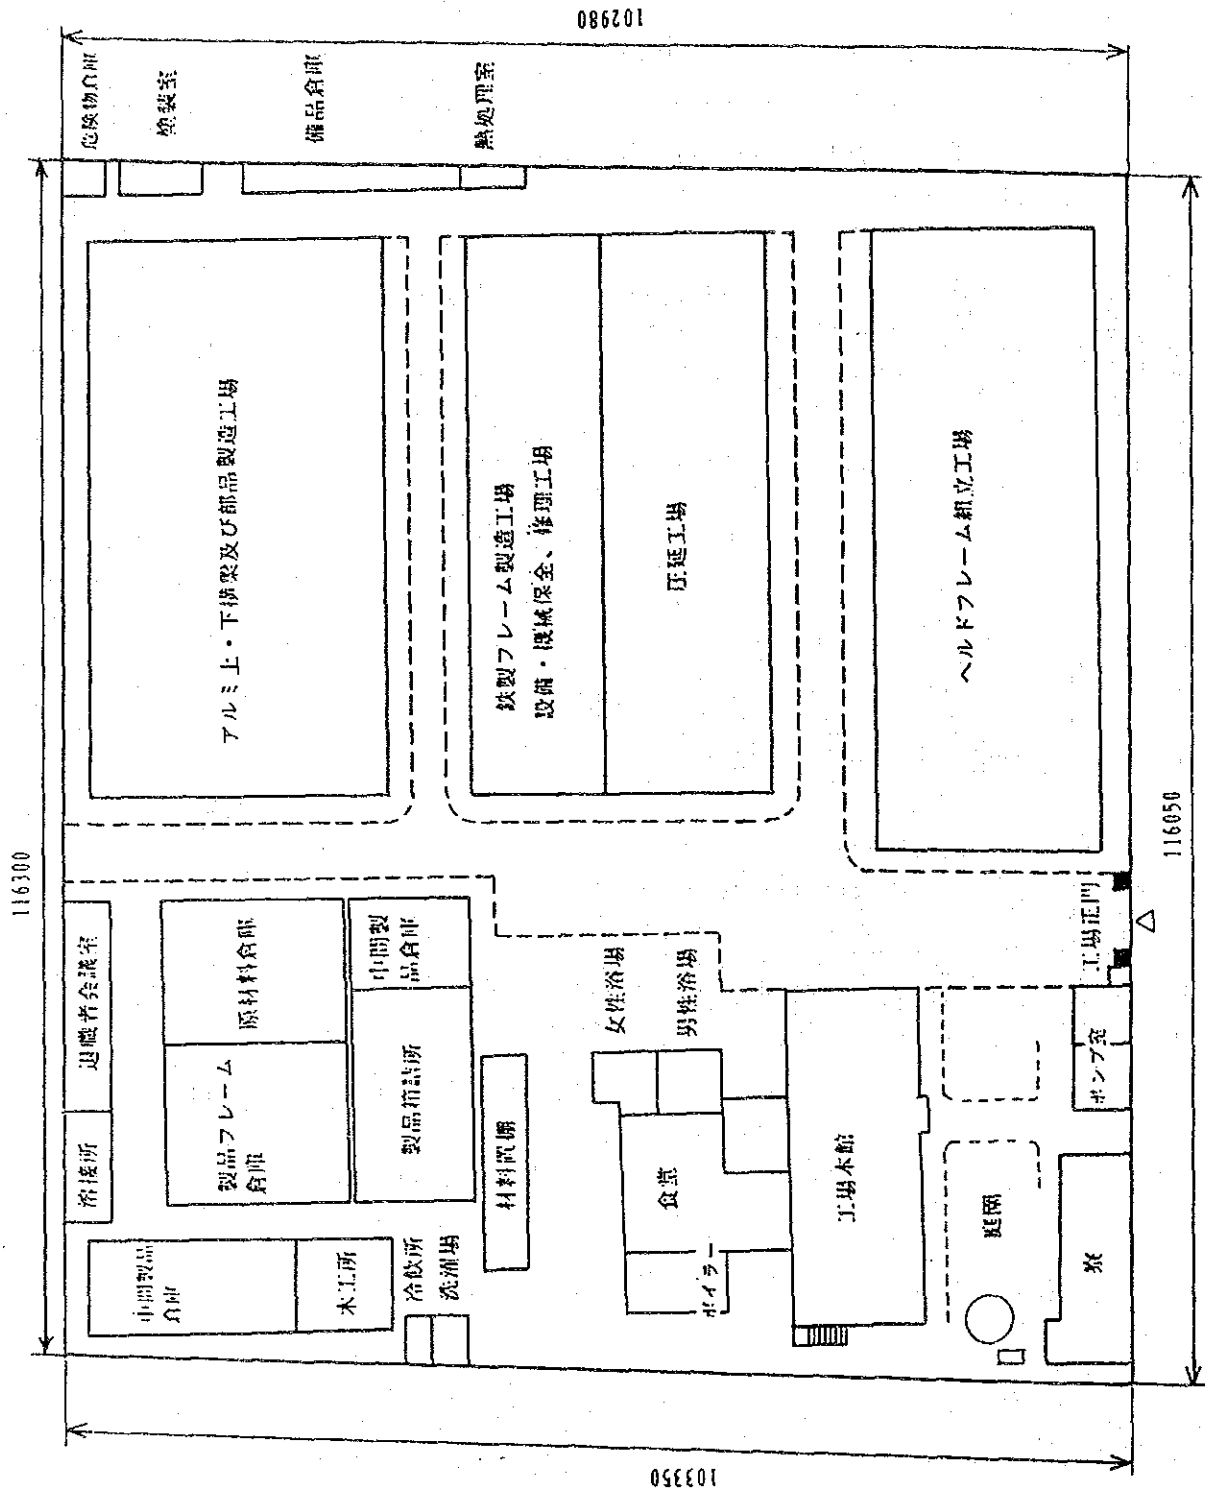 116300
116050
102980
103350
危険物倉庫
塗装室
備品倉庫
熱処理室
アルミ上・下横架及び部品製造工場
鉄製フレーム製造工場
設備・機械保全、修理工場
圧延工場
ヘルドフレーム組立工場
溶接所
退職者会議室
製品フレーム
倉庫
原材料倉庫
製品箱詰所
中間製
品倉庫
中間製品
倉庫
木工所
冷飲所
洗濯場
材料置棚
女性浴場
男性浴場
食堂
ボイラー
工場本館
工場正門
ポンプ室
庭園
寮